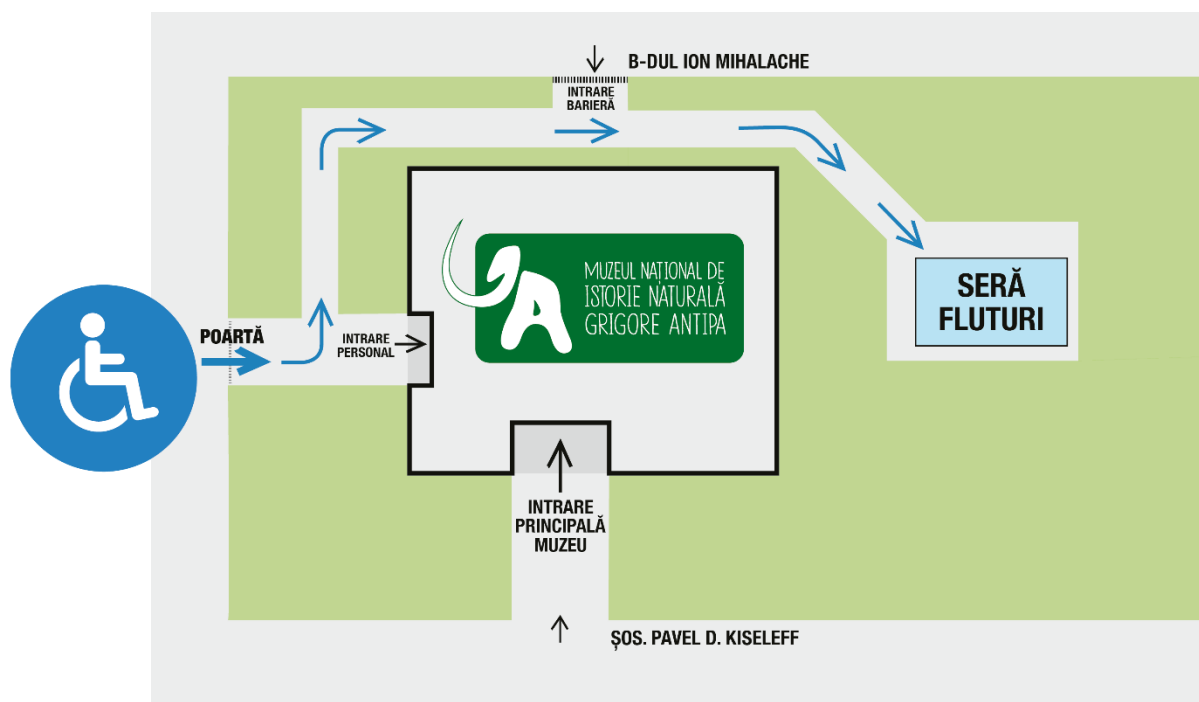 B-DUL ION MIHALACHE
INTRARE
BARIERĂ
MUZEUL NAȚIONAL DE
ISTORIE NATURALĂ
GRIGORE ANTIPA
SERĂ
FLUTURI
POARTĂ
INTRARE
PERSONAL
INTRARE
PRINCIPALĂ
MUZEU
ȘOS. PAVEL D. KISELEFF